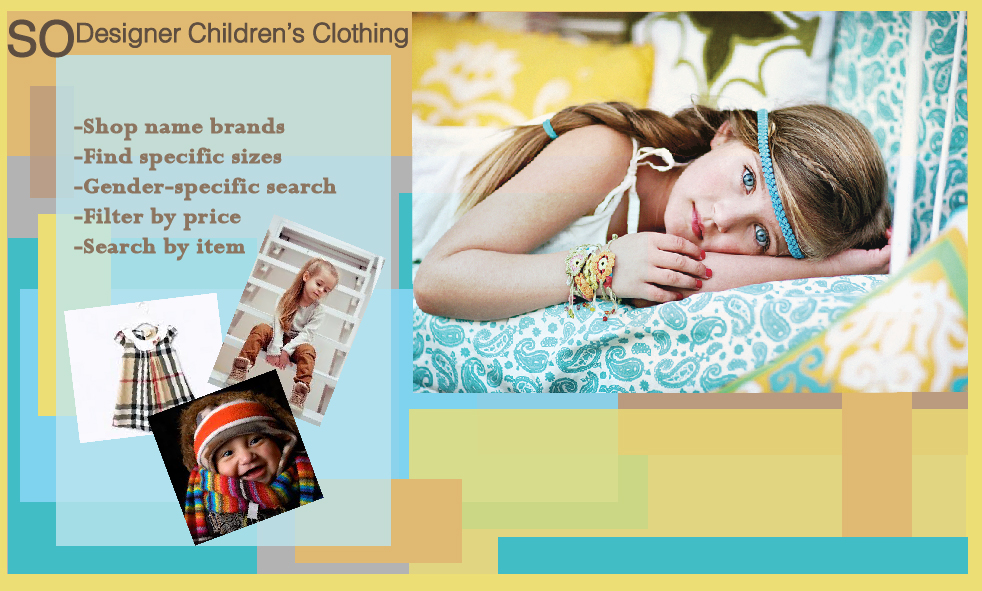 SO Designer Children's Clothing
-Shop name brands
-Find specific sizes
-Gender-specific search
-Filter by price
-Search by item